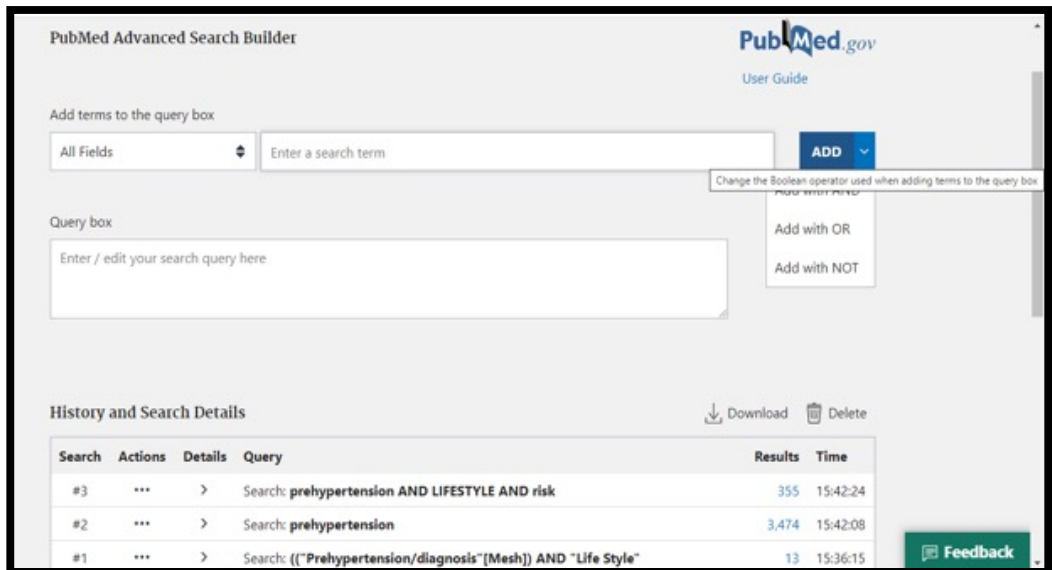 PubMed Advanced Search Builder
PubMed.gov
User Guide
Add terms to the query box
All Fields
Enter a search term
ADD
Change the Boolean operator used when adding terms to the query box
Add with AND
Query box
Add with OR
Enter / edit your search query here
Add with NOT
History and Search Details
Download
Delete
Search Actions Details Query Results Time
#3 ... > Search: prehypertension AND LIFESTYLE AND risk 355 15:42:24
#2 ... > Search: prehypertension 3,474 15:42:08
#1 ... > Search: (("Prehypertension/diagnosis"[Mesh]) AND "Life Style" 13 15:36:15
Feedback